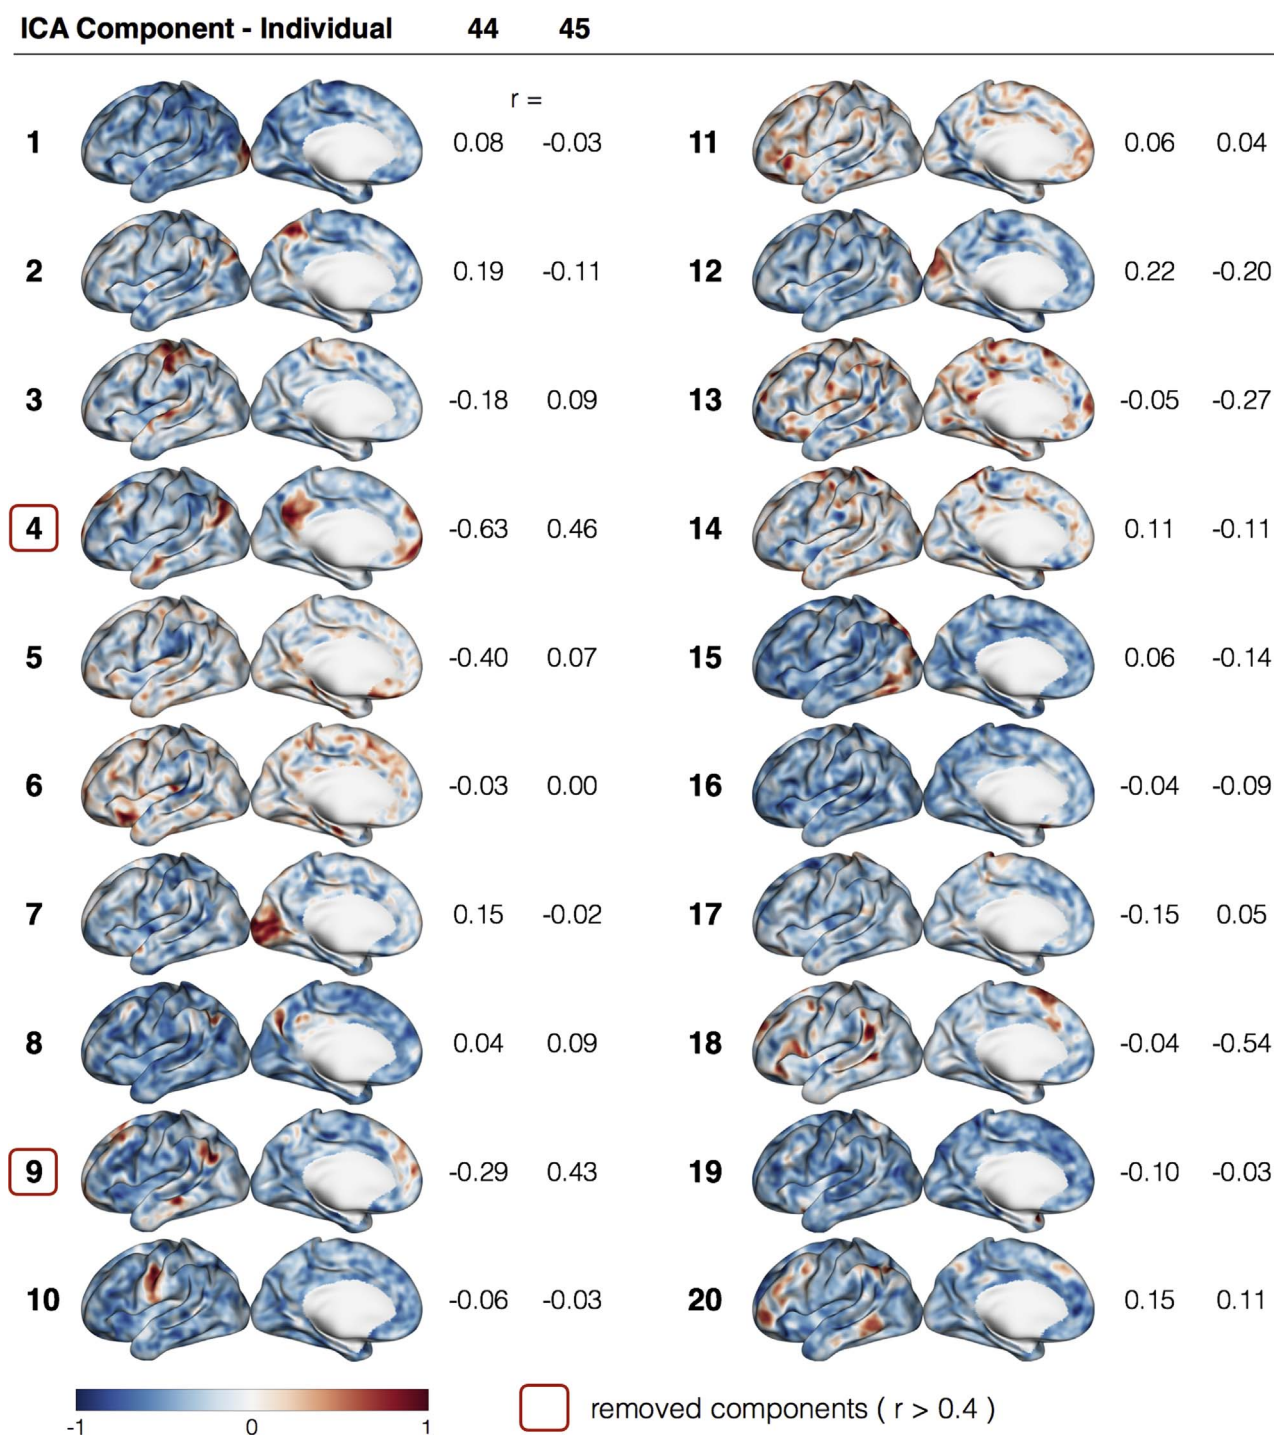 ICA Component - Individual 44 45
r =
1 0.08 -0.03
2 0.19 -0.11
3 -0.18 0.09
4 -0.63 0.46
5 -0.40 0.07
6 -0.03 0.00
7 0.15 -0.02
8 0.04 0.09
9 -0.29 0.43
10 -0.06 -0.03
11 0.06 0.04
12 0.22 -0.20
13 -0.05 -0.27
14 0.11 -0.11
15 0.06 -0.14
16 -0.04 -0.09
17 -0.15 0.05
18 -0.04 -0.54
19 -0.10 -0.03
20 0.15 0.11
-1 0 1
removed components ( r > 0.4 )